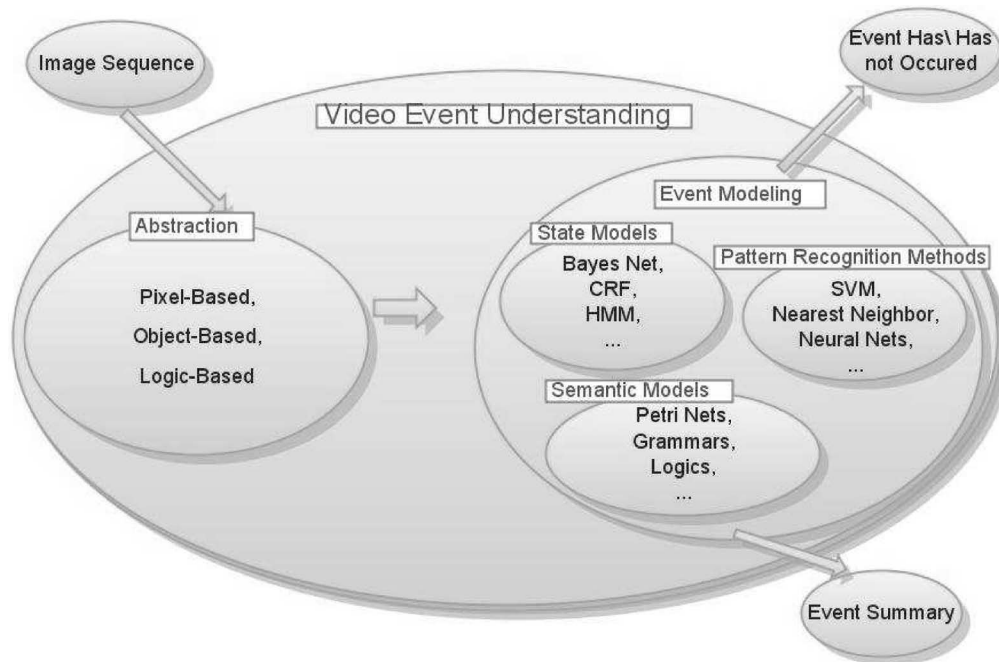 Image Sequence
Event Has\ Has
not Occured
Video Event Understanding
Abstraction
Pixel-Based,
Object-Based,
Logic-Based
Event Modeling
State Models
Bayes Net,
CRF,
HMM,
...
Pattern Recognition Methods
SVM,
Nearest Neighbor,
Neural Nets,
...
Semantic Models
Petri Nets,
Grammars,
Logics,
...
Event Summary